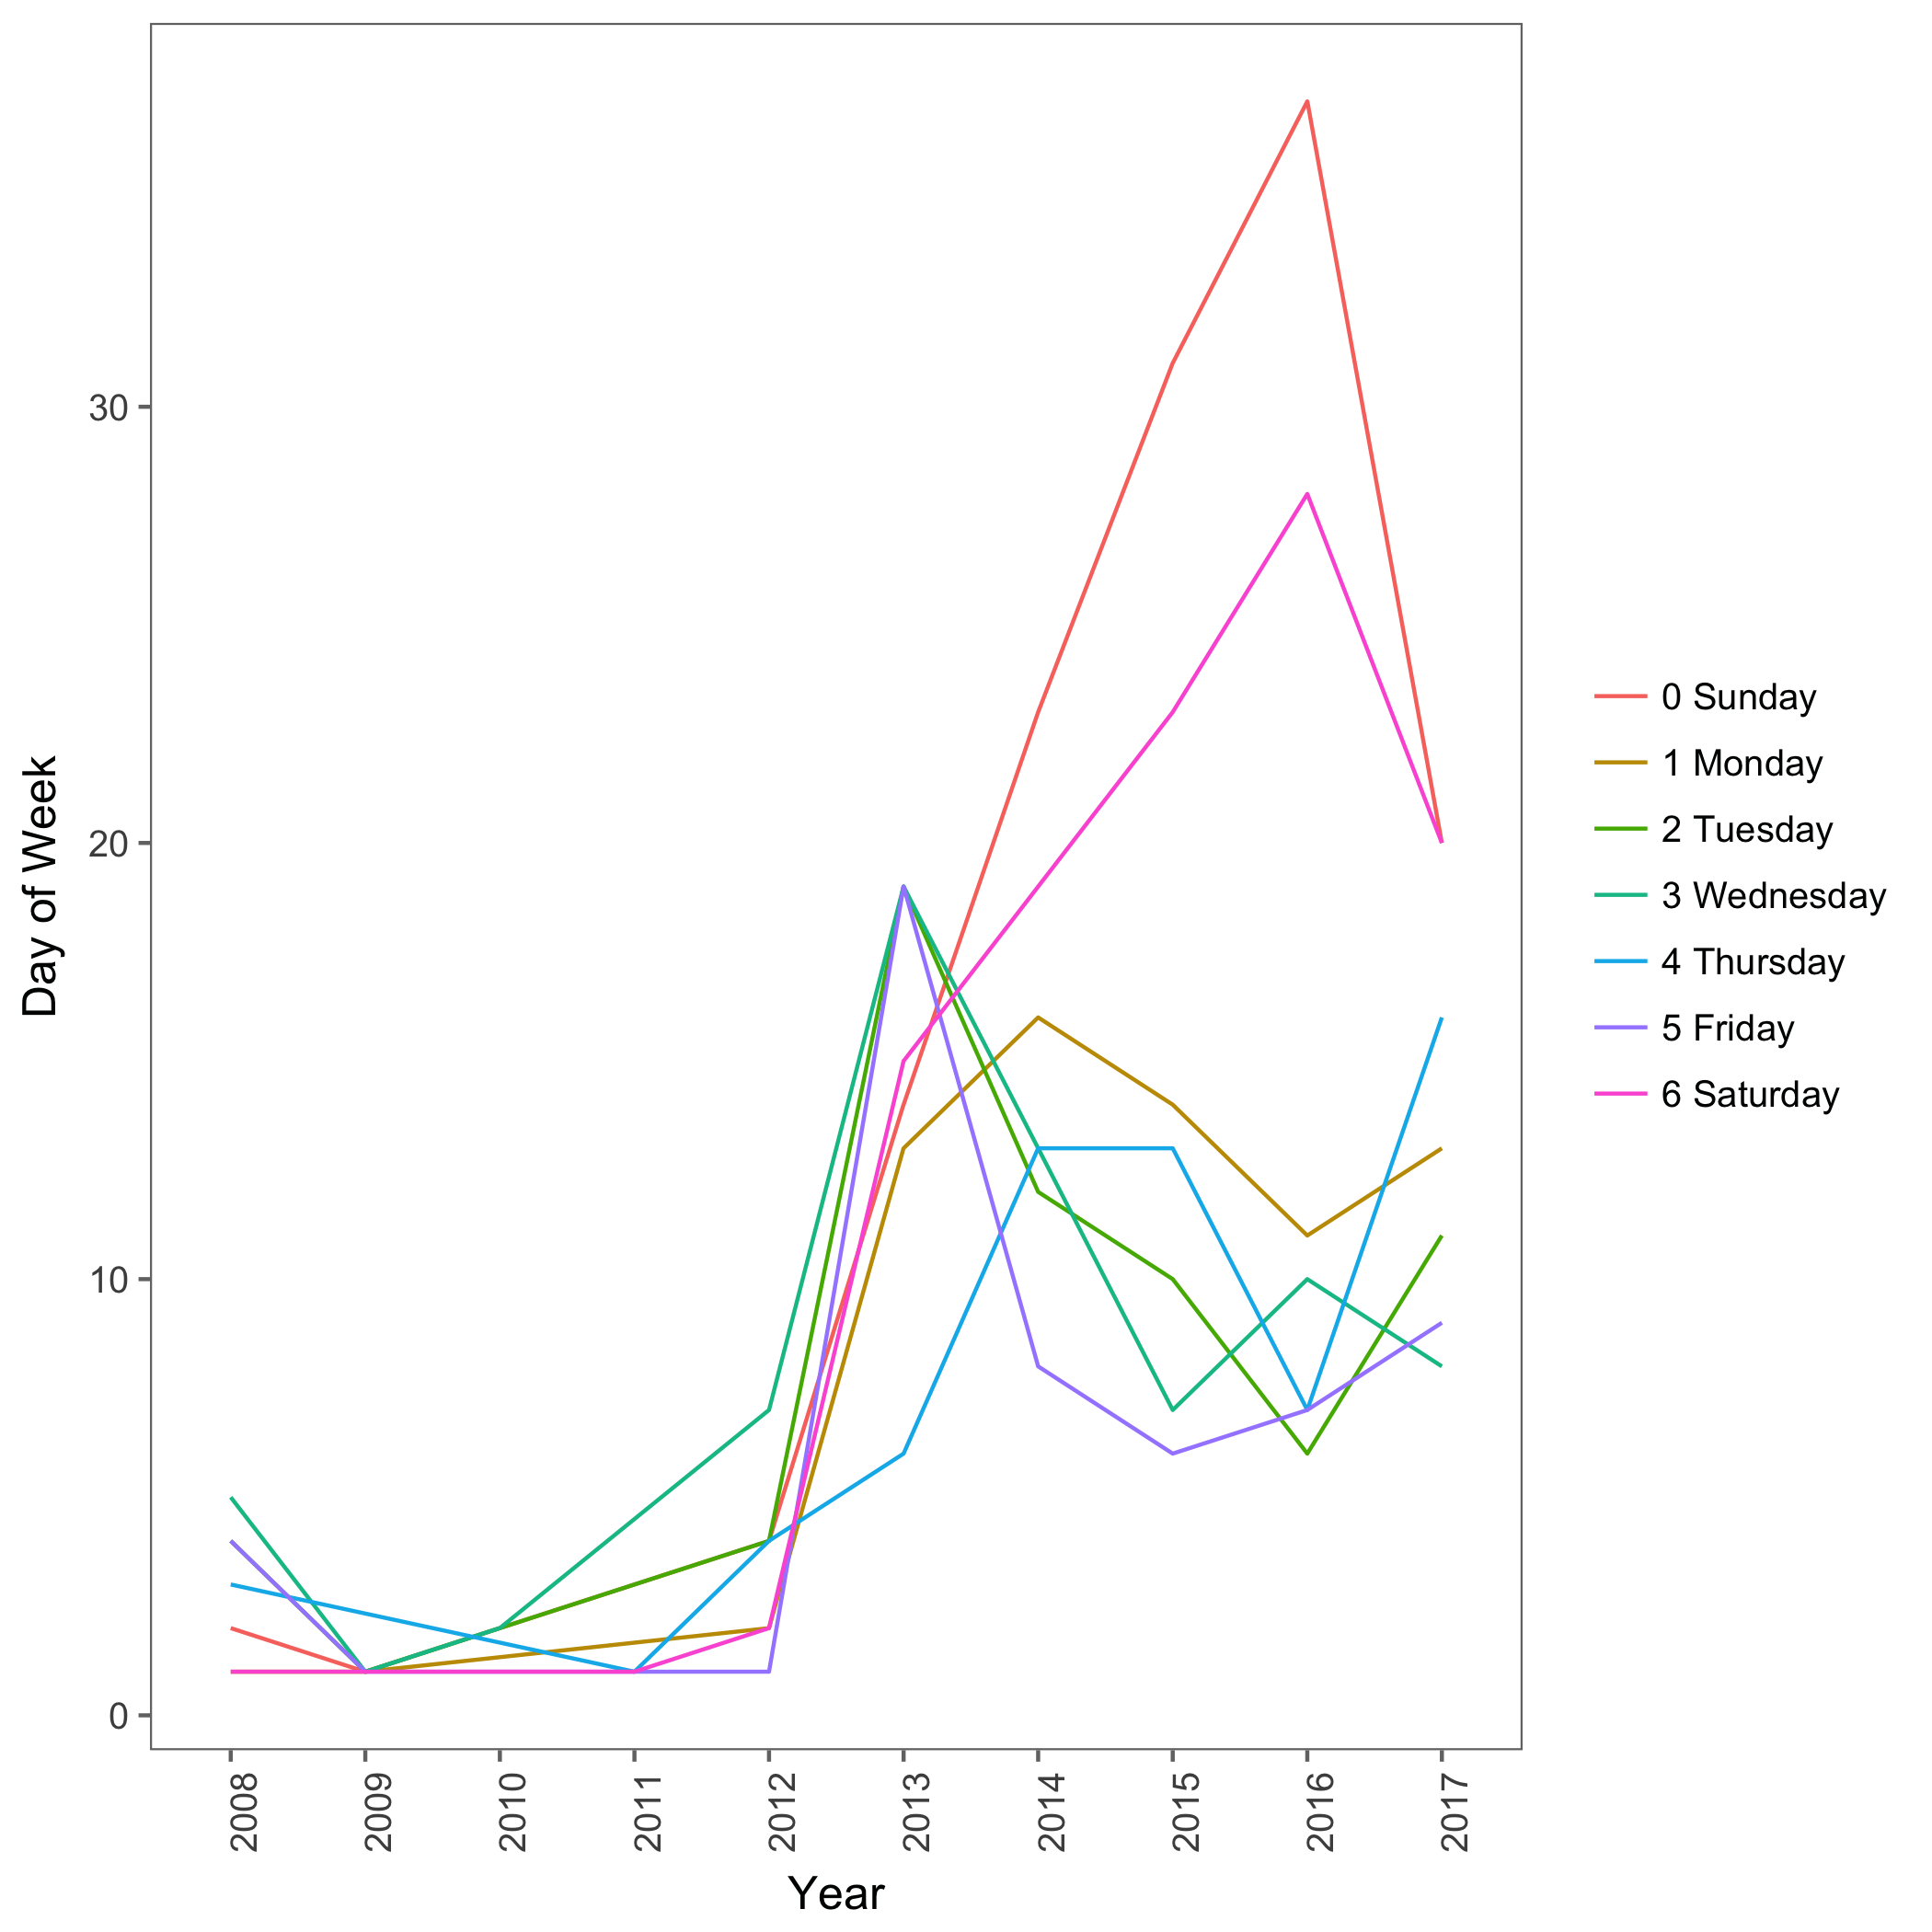 Day of Week
30
20
10
0
2008
2009
2010
2011
2012
2013
2014
2015
2016
2017
Year
0 Sunday
1 Monday
2 Tuesday
3 Wednesday
4 Thursday
5 Friday
6 Saturday